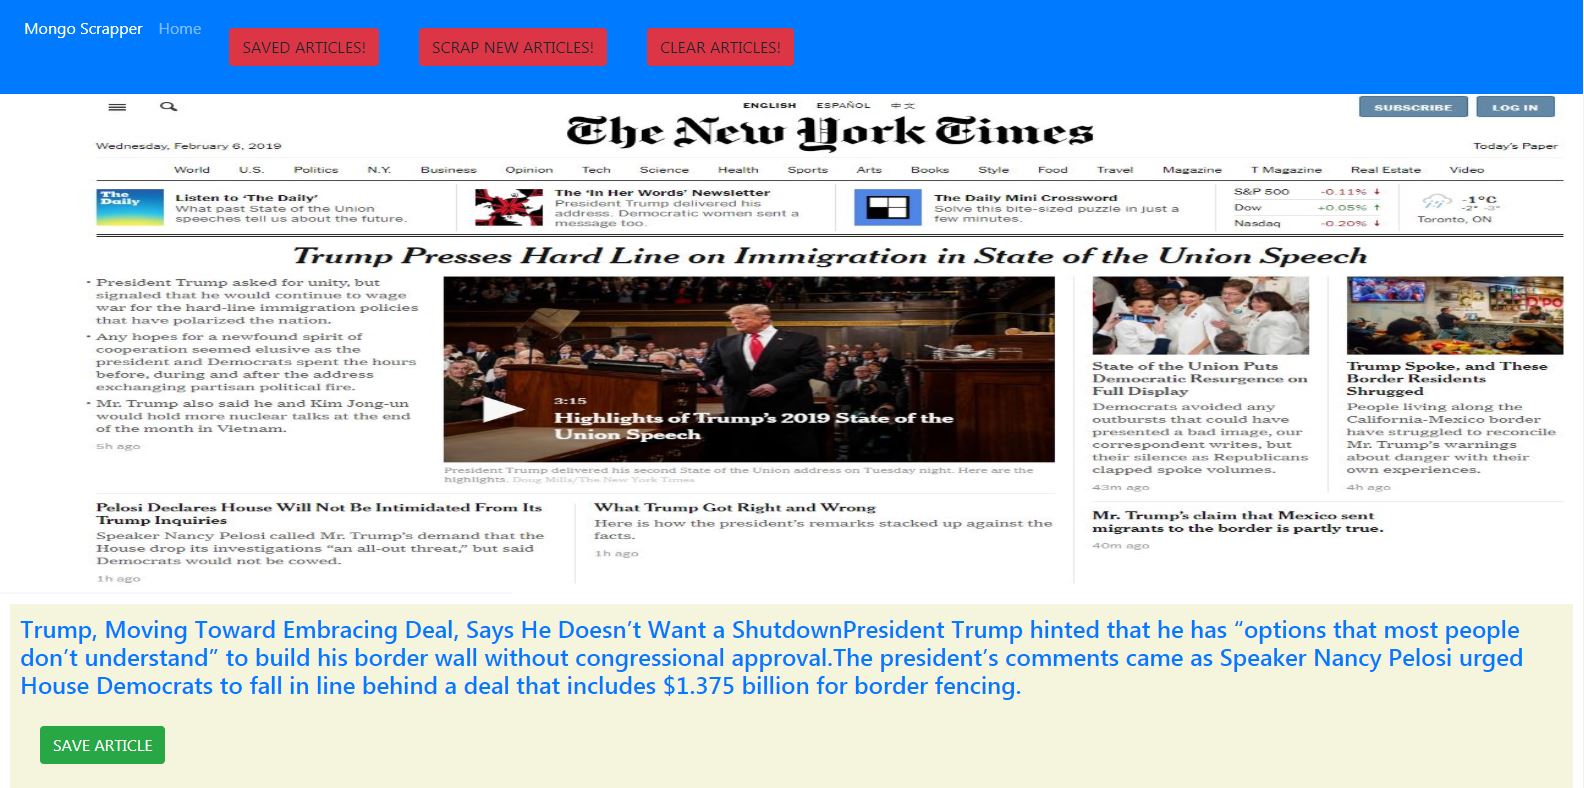 Mongo Scrapper Home
SAVED ARTICLES! SCRAP NEW ARTICLES! CLEAR ARTICLES!
ENGLISH ESPAÑOL 中文
SUBSCRIBE LOG IN
The New York Times
Wednesday, February 6, 2019
Today's Paper
World U.S. Politics N.Y. Business Opinion Tech Science Health Sports Arts Books Style Food Travel Magazine T Magazine Real Estate Video
The Daily
Listen to ‘The Daily’
What past State of the Union
speeches tell us about the future.
The ‘In Her Words’ Newsletter
President Trump delivered his
address. Democratic women sent a
message too.
The Daily Mini Crossword
Solve this bite-sized puzzle in just a
few minutes.
S&P 500 -0.11% ↓
Dow +0.05% ↑
Nasdaq -0.20% ↓
-1°C
-2° -3°
Toronto, ON
Trump Presses Hard Line on Immigration in State of the Union Speech
• President Trump asked for unity, but
signaled that he would continue to wage
war for the hard-line immigration policies
that have polarized the nation.
• Any hopes for a newfound spirit of
cooperation seemed elusive as the
president and Democrats spent the hours
before, during and after the address
exchanging partisan political fire.
• Mr. Trump also said he and Kim Jong-un
would hold more nuclear talks at the end
of the month in Vietnam.
5h ago
3:15
Highlights of Trump’s 2019 State of the
Union Speech
President Trump delivered his second State of the Union address on Tuesday night. Here are the
highlights. Doug Mills/The New York Times
State of the Union Puts
Democratic Resurgence on
Full Display
Democrats avoided any
outbursts that could have
presented a bad image, our
correspondent writes, but
their silence as Republicans
clapped spoke volumes.
43m ago
Trump Spoke, and These
Border Residents
Shrugged
People living along the
California-Mexico border
have struggled to reconcile
Mr. Trump’s warnings
about danger with their
own experiences.
4h ago
Pelosi Declares House Will Not Be Intimidated From Its
Trump Inquiries
Speaker Nancy Pelosi called Mr. Trump’s demand that the
House drop its investigations “an all-out threat,” but said
Democrats would not be cowed.
1h ago
What Trump Got Right and Wrong
Here is how the president’s remarks stacked up against the
facts.
1h ago
Mr. Trump’s claim that Mexico sent
migrants to the border is partly true.
40m ago
Trump, Moving Toward Embracing Deal, Says He Doesn’t Want a ShutdownPresident Trump hinted that he has “options that most people
don’t understand” to build his border wall without congressional approval.The president’s comments came as Speaker Nancy Pelosi urged
House Democrats to fall in line behind a deal that includes $1.375 billion for border fencing.
SAVE ARTICLE